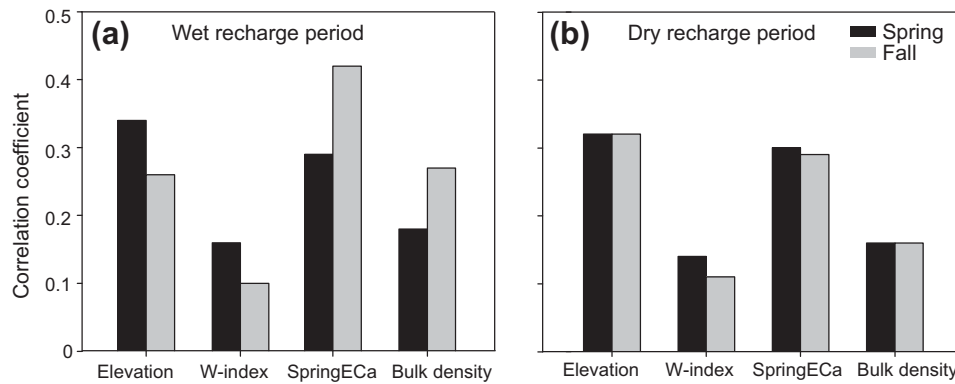 (a) Wet recharge period
(b) Dry recharge period
Spring
Fall
Correlation coefficient
0.5
0.4
0.3
0.2
0.1
0
Elevation W-index SpringECa Bulk density
Elevation W-index SpringECa Bulk density